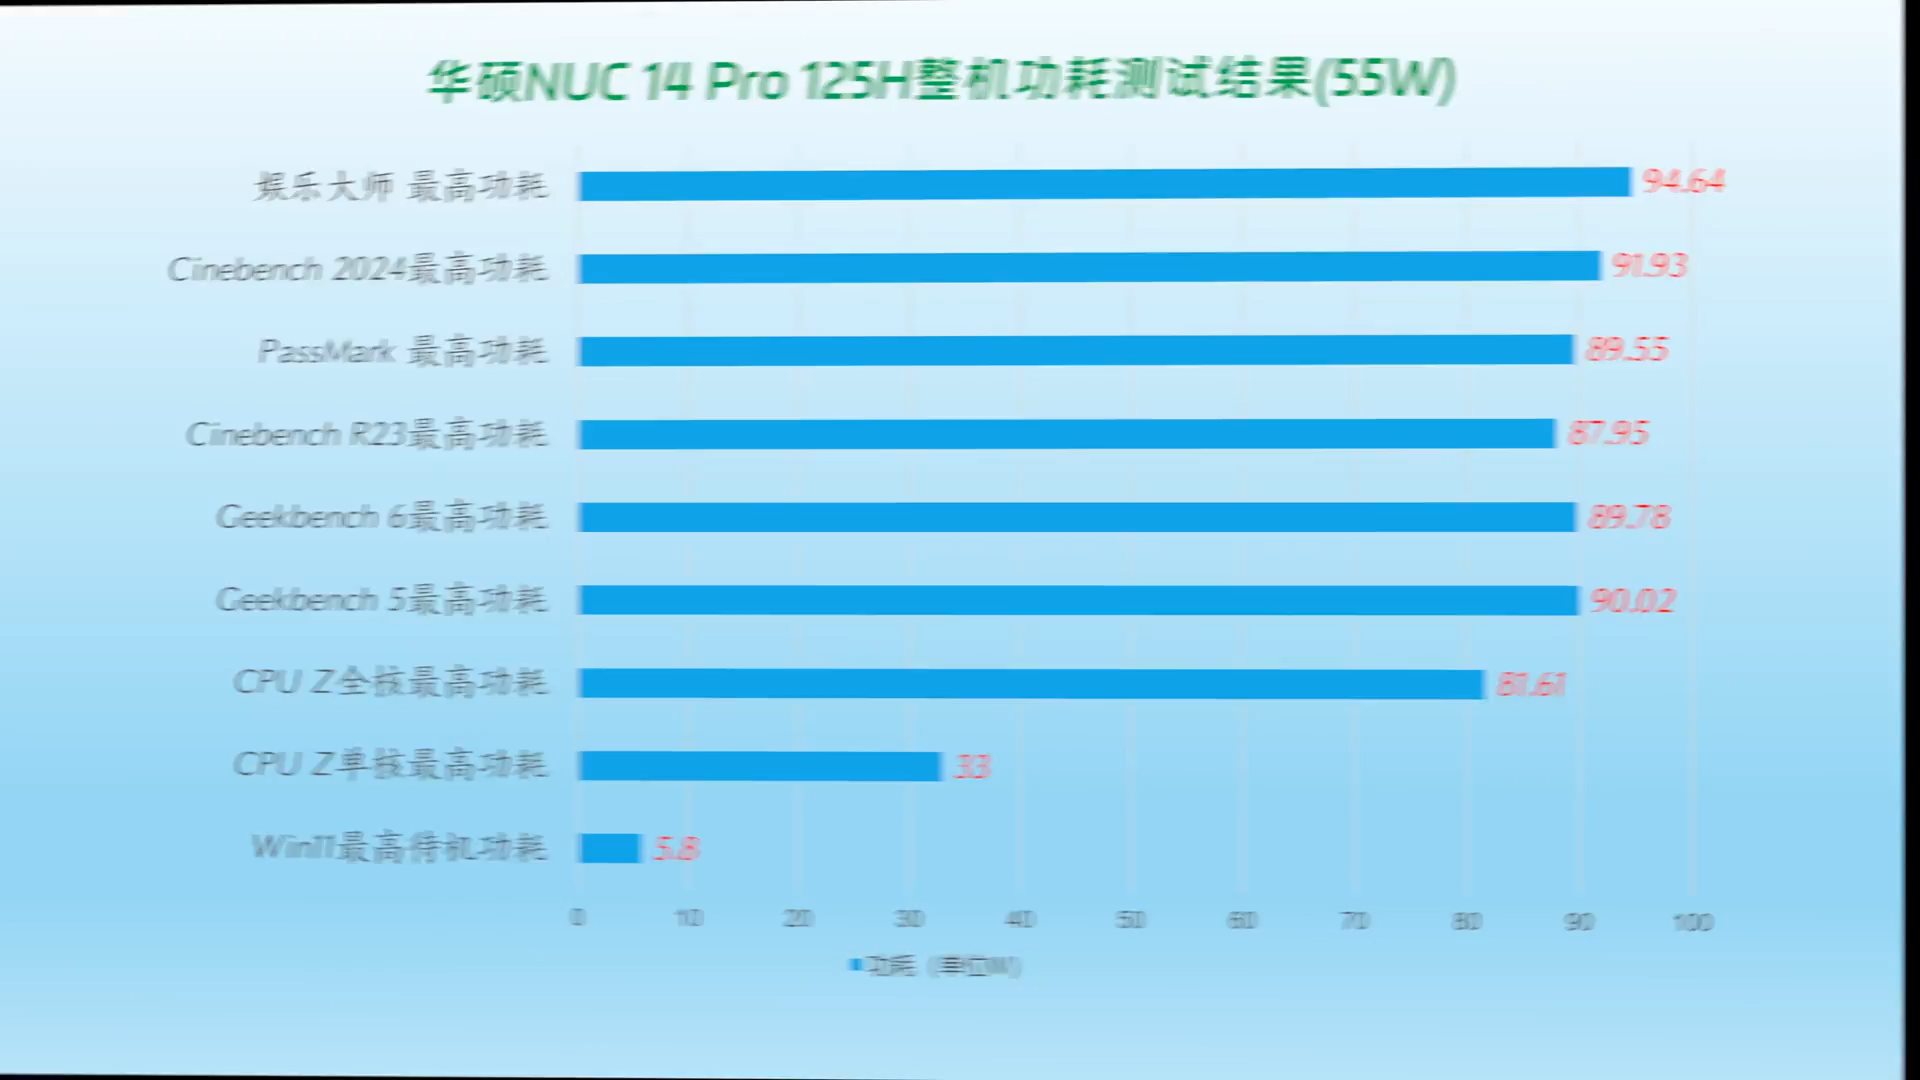 华硕NUC 14 Pro 125H整机功耗测试结果(55W)
娱乐大师 最高功耗 94.64
Cinebench 2024最高功耗 91.93
PassMark 最高功耗 89.55
Cinebench R23最高功耗 87.95
Geekbench 6最高功耗 89.78
Geekbench 5最高功耗 90.02
CPU Z全核最高功耗 81.61
CPU Z单核最高功耗 33
Win11最高待机功耗 5.8
0 10 20 30 40 50 60 70 80 90 100
功耗（单位W）